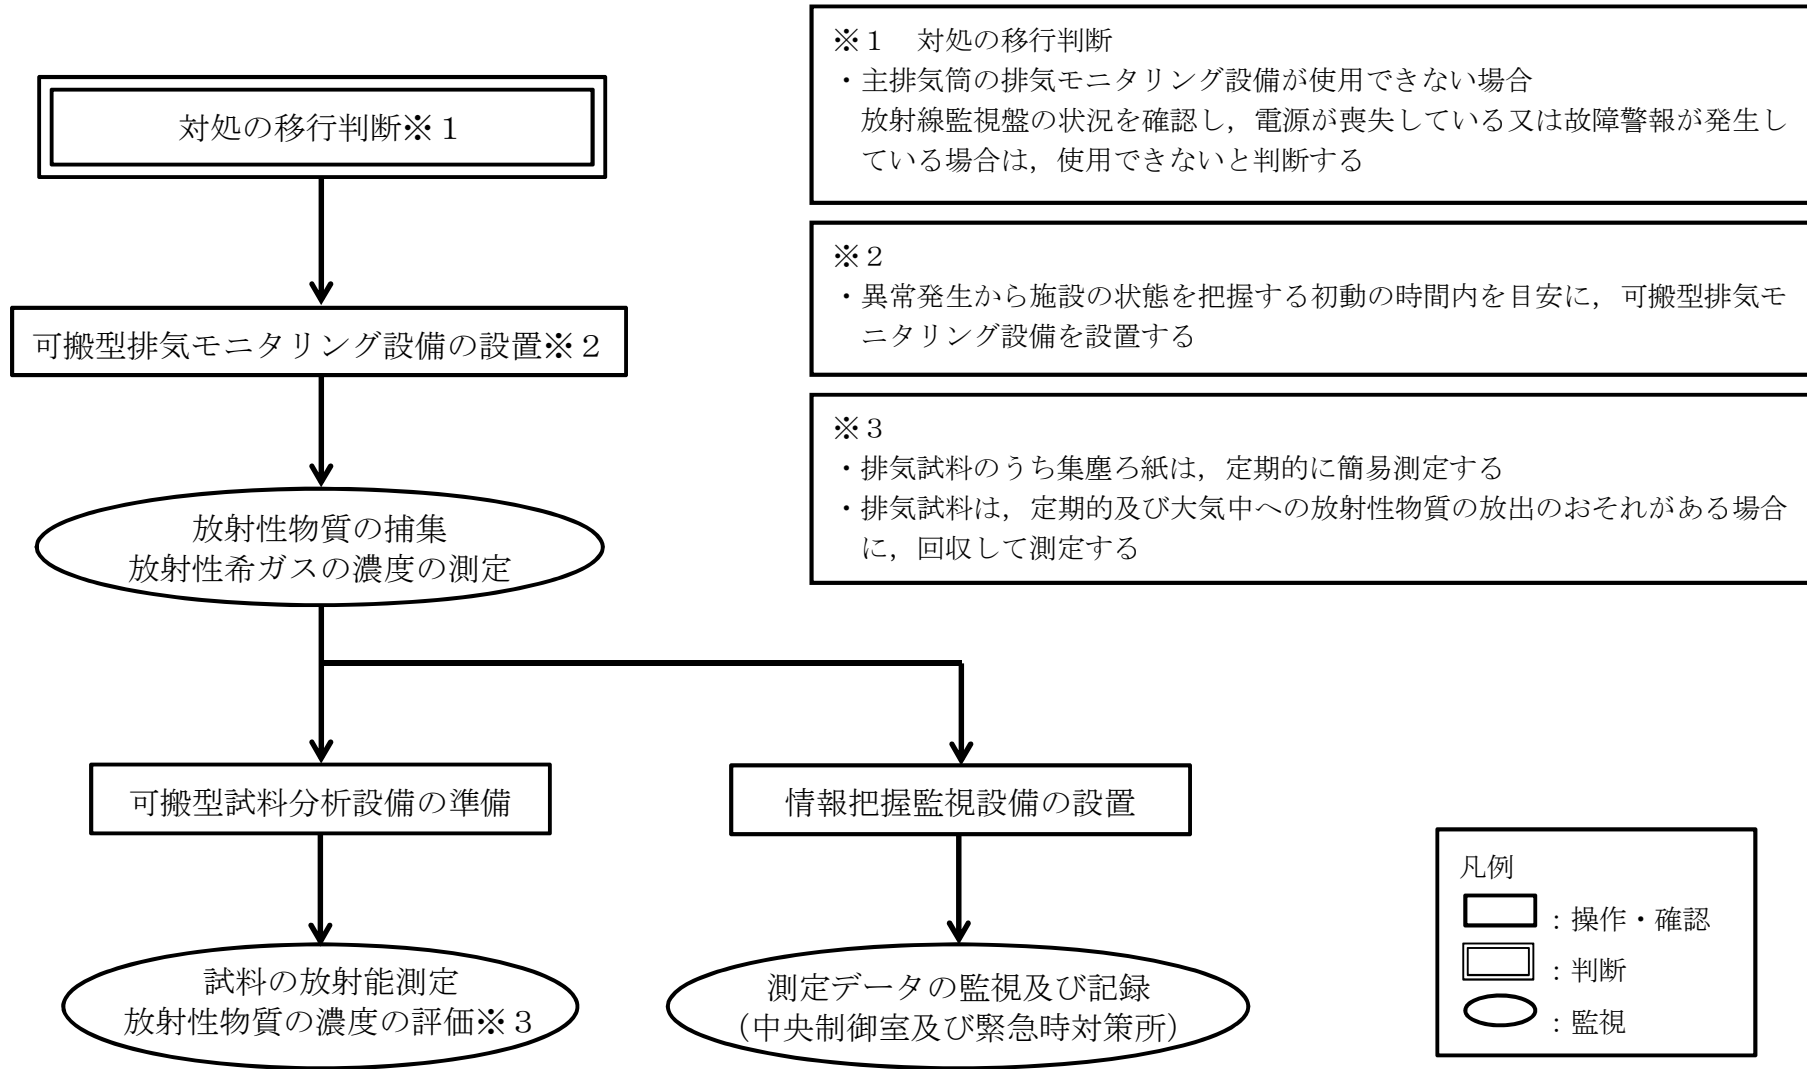 対処の移行判断※１
可搬型排気モニタリング設備の設置※２
放射性物質の捕集
放射性希ガスの濃度の測定
可搬型試料分析設備の準備
情報把握監視設備の設置
試料の放射能測定
放射性物質の濃度の評価※３
測定データの監視及び記録
（中央制御室及び緊急時対策所）
※１　対処の移行判断
・主排気筒の排気モニタリング設備が使用できない場合
放射線監視盤の状況を確認し，電源が喪失している又は故障警報が発生し
ている場合は，使用できないと判断する
※２
・異常発生から施設の状態を把握する初動の時間内を目安に，可搬型排気モ
ニタリング設備を設置する
※３
・排気試料のうち集塵ろ紙は，定期的に簡易測定する
・排気試料は，定期的及び大気中への放射性物質の放出のおそれがある場合
に，回収して測定する
凡例
：操作・確認
：判断
：監視